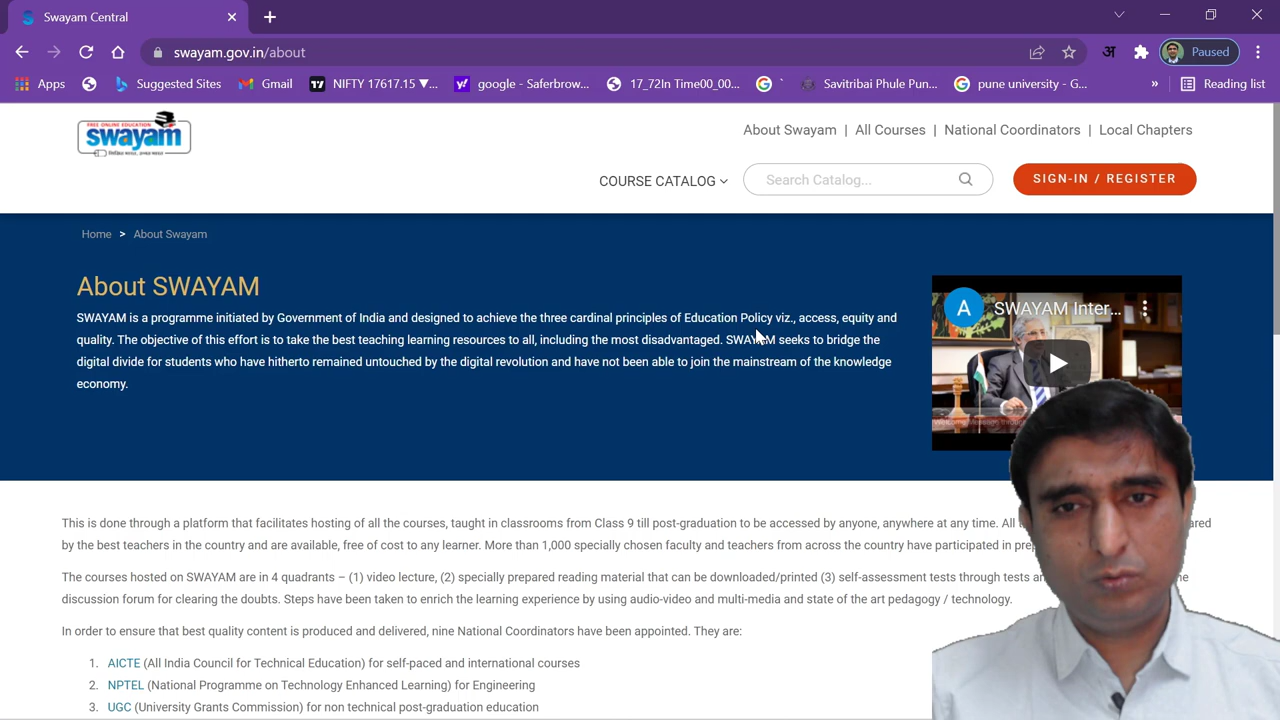 Swayam Central
swayam.gov.in/about
अ
Paused
Apps
Suggested Sites
Gmail
NIFTY 17617.15 ▼...
google - Saferbrow...
17_72In Time00_00...
Savitribai Phule Pun...
pune university - G...
»
Reading list
FREE ONLINE EDUCATION
swayam
About Swayam | All Courses | National Coordinators | Local Chapters
COURSE CATALOG
Search Catalog...
SIGN-IN / REGISTER
Home > About Swayam
About SWAYAM
SWAYAM is a programme initiated by Government of India and designed to achieve the three cardinal principles of Education Policy viz., access, equity and
quality. The objective of this effort is to take the best teaching learning resources to all, including the most disadvantaged. SWAYAM seeks to bridge the
digital divide for students who have hitherto remained untouched by the digital revolution and have not been able to join the mainstream of the knowledge
economy.
A
SWAYAM Inter...
This is done through a platform that facilitates hosting of all the courses, taught in classrooms from Class 9 till post-graduation to be accessed by anyone, anywhere at any time. All
by the best teachers in the country and are available, free of cost to any learner. More than 1,000 specially chosen faculty and teachers from across the country have participated in
The courses hosted on SWAYAM are in 4 quadrants – (1) video lecture, (2) specially prepared reading material that can be downloaded/printed (3) self-assessment tests through tests
discussion forum for clearing the doubts. Steps have been taken to enrich the learning experience by using audio-video and multi-media and state of the art pedagogy / technology.
In order to ensure that best quality content is produced and delivered, nine National Coordinators have been appointed. They are:
1. AICTE (All India Council for Technical Education) for self-paced and international courses
2. NPTEL (National Programme on Technology Enhanced Learning) for Engineering
3. UGC (University Grants Commission) for non technical post-graduation education